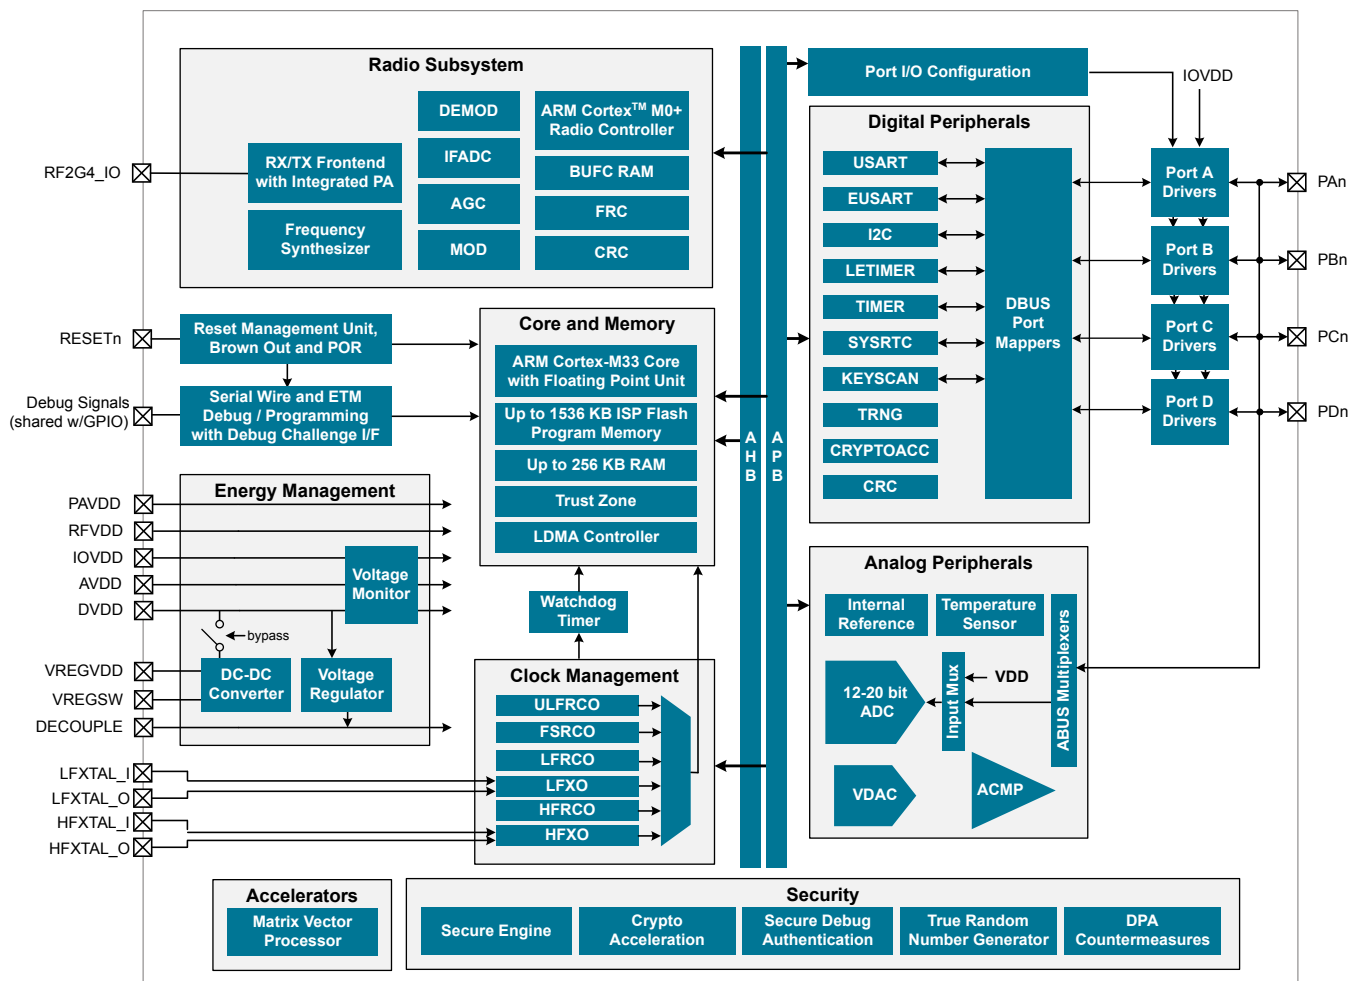 Radio Subsystem
DEMOD
IFADC
AGC
MOD
ARM Cortex™ M0+
Radio Controller
BUFC RAM
FRC
CRC
RX/TX Frontend
with Integrated PA
Frequency
Synthesizer
RF2G4_IO
RESETn
Reset Management Unit,
Brown Out and POR
Debug Signals
(shared w/GPIO)
Serial Wire and ETM
Debug / Programming
with Debug Challenge I/F
Core and Memory
ARM Cortex-M33 Core
with Floating Point Unit
Up to 1536 KB ISP Flash
Program Memory
Up to 256 KB RAM
Trust Zone
LDMA Controller
Energy Management
PAVDD
RFVDD
IOVDD
AVDD
DVDD
VREGVDD
VREGSW
DECOUPLE
Voltage
Monitor
bypass
DC-DC
Converter
Voltage
Regulator
Watchdog
Timer
Clock Management
ULFRCO
FSRCO
LFRCO
LFXO
HFRCO
HFXO
LFXTAL_I
LFXTAL_O
HFXTAL_I
HFXTAL_O
A
H
B
A
P
B
Port I/O Configuration
IOVDD
Digital Peripherals
USART
EUSART
I2C
LETIMER
TIMER
SYSRTC
KEYSCAN
TRNG
CRYPTOACC
CRC
DBUS
Port
Mappers
Port A
Drivers
Port B
Drivers
Port C
Drivers
Port D
Drivers
PAn
PBn
PCn
PDn
Analog Peripherals
Internal
Reference
Temperature
Sensor
12-20 bit
ADC
Input Mux
VDD
ABUS Multiplexers
VDAC
ACMP
Accelerators
Matrix Vector
Processor
Security
Secure Engine
Crypto
Acceleration
Secure Debug
Authentication
True Random
Number Generator
DPA
Countermeasures